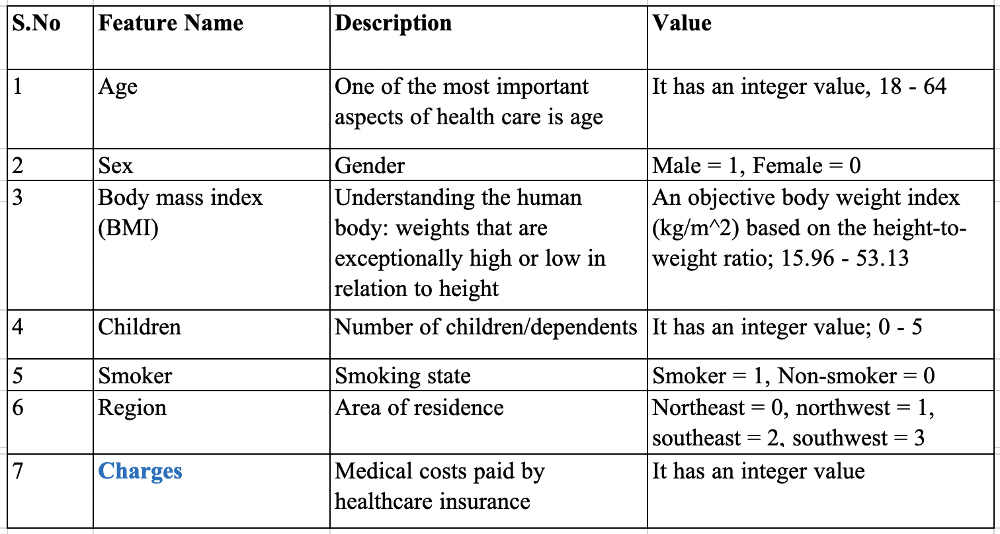 S.No Feature Name Description Value
1 Age One of the most important It has an integer value, 18 - 64
aspects of health care is age
2 Sex Gender Male = 1, Female = 0
3 Body mass index Understanding the human An objective body weight index
(BMI) body: weights that are (kg/m^2) based on the height-to-
exceptionally high or low in weight ratio; 15.96 - 53.13
relation to height
4 Children Number of children/dependents It has an integer value; 0 - 5
5 Smoker Smoking state Smoker = 1, Non-smoker = 0
6 Region Area of residence Northeast = 0, northwest = 1,
southeast = 2, southwest = 3
7 Charges Medical costs paid by It has an integer value
healthcare insurance